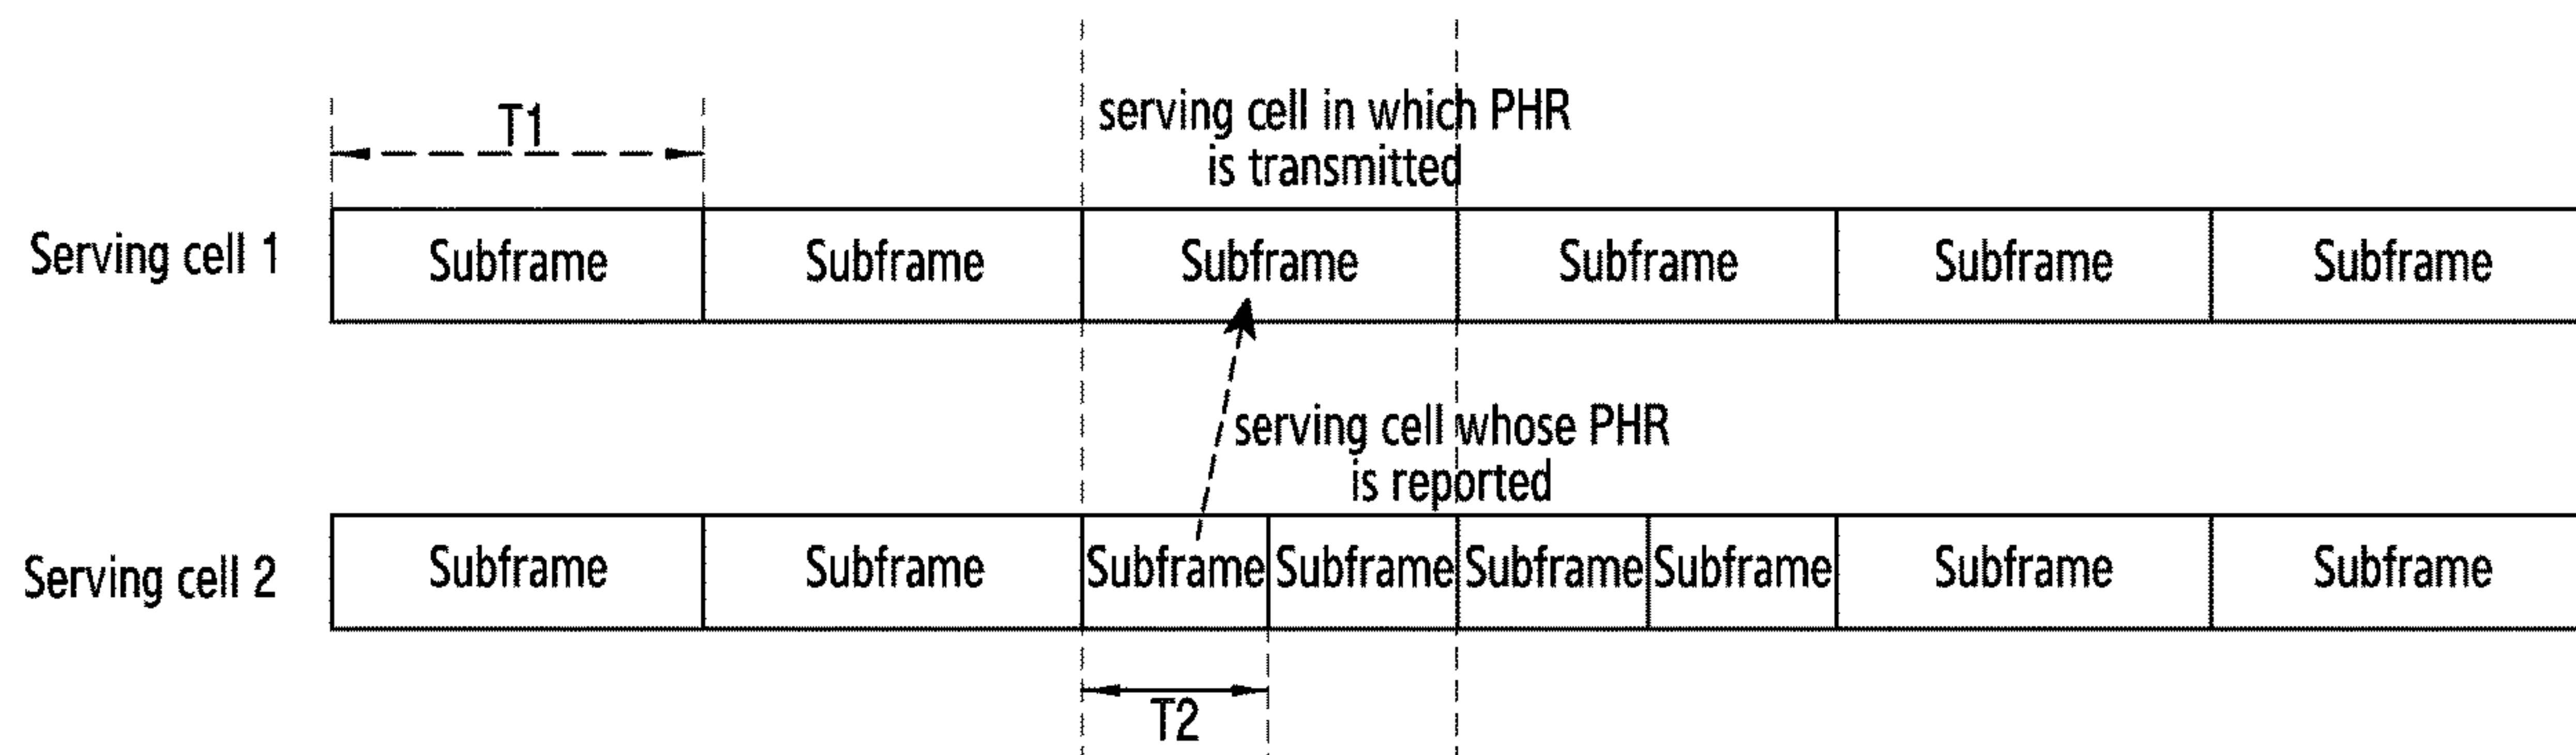 T1
serving cell in which PHR
is transmitted
Serving cell 1
Subframe Subframe Subframe Subframe Subframe Subframe
serving cell whose PHR
is reported
Serving cell 2
Subframe Subframe Subframe Subframe Subframe Subframe Subframe Subframe
T2